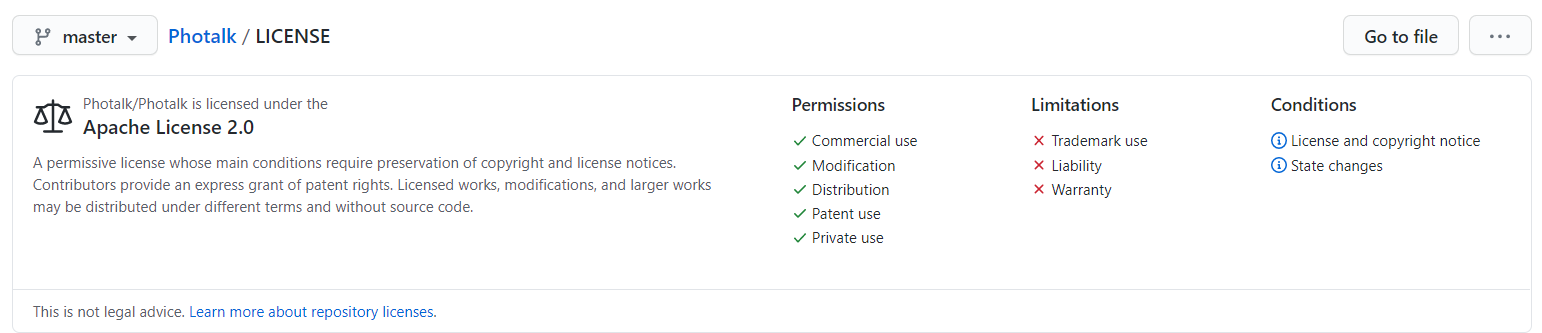 master
Photalk / LICENSE
Go to file
Photalk/Photalk is licensed under the
Apache License 2.0
A permissive license whose main conditions require preservation of copyright and license notices.
Contributors provide an express grant of patent rights. Licensed works, modifications, and larger works
may be distributed under different terms and without source code.
Permissions
Commercial use
Modification
Distribution
Patent use
Private use
Limitations
Trademark use
Liability
Warranty
Conditions
License and copyright notice
State changes
This is not legal advice. Learn more about repository licenses.